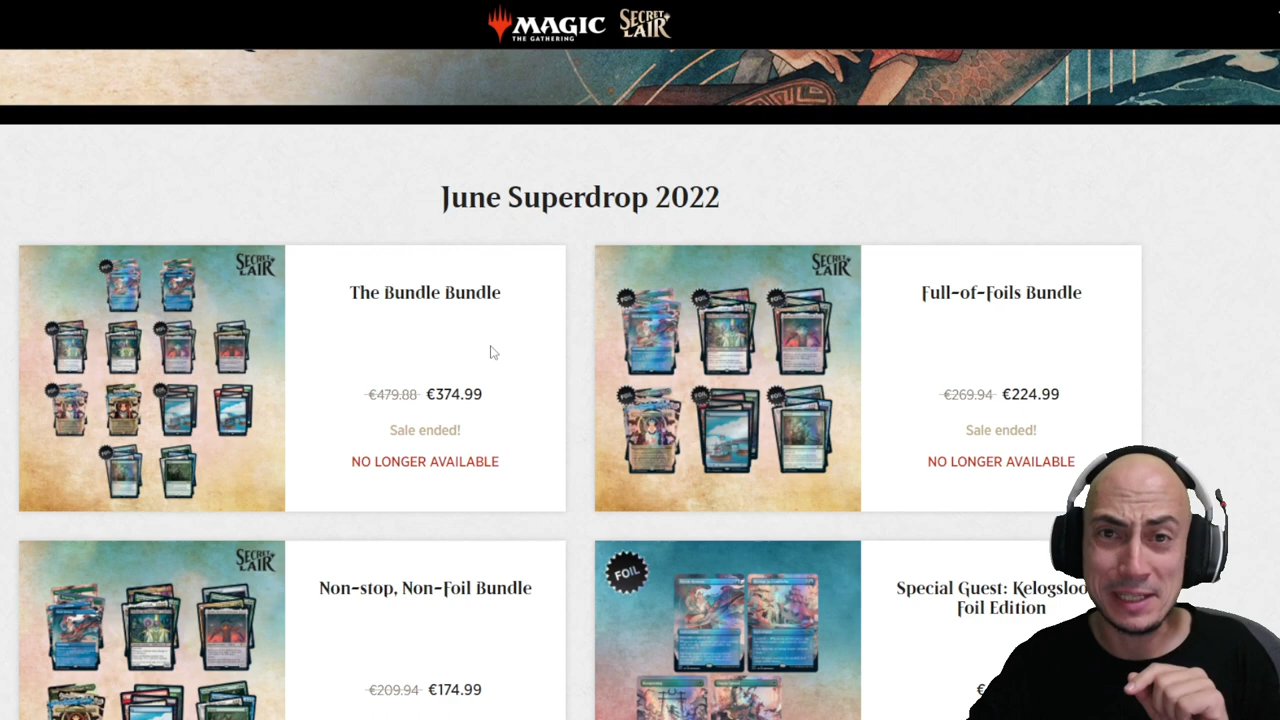 MAGIC
THE GATHERING
SECRET
LAIR
June Superdrop 2022
SECRET
LAIR
The Bundle Bundle
€479.88 €374.99
Sale ended!
NO LONGER AVAILABLE
SECRET
LAIR
Full-of-Foils Bundle
€269.94 €224.99
Sale ended!
NO LONGER AVAILABLE
SECRET
LAIR
Non-stop, Non-Foil Bundle
€209.94 €174.99
FOIL
Special Guest:
Foil Edition
€